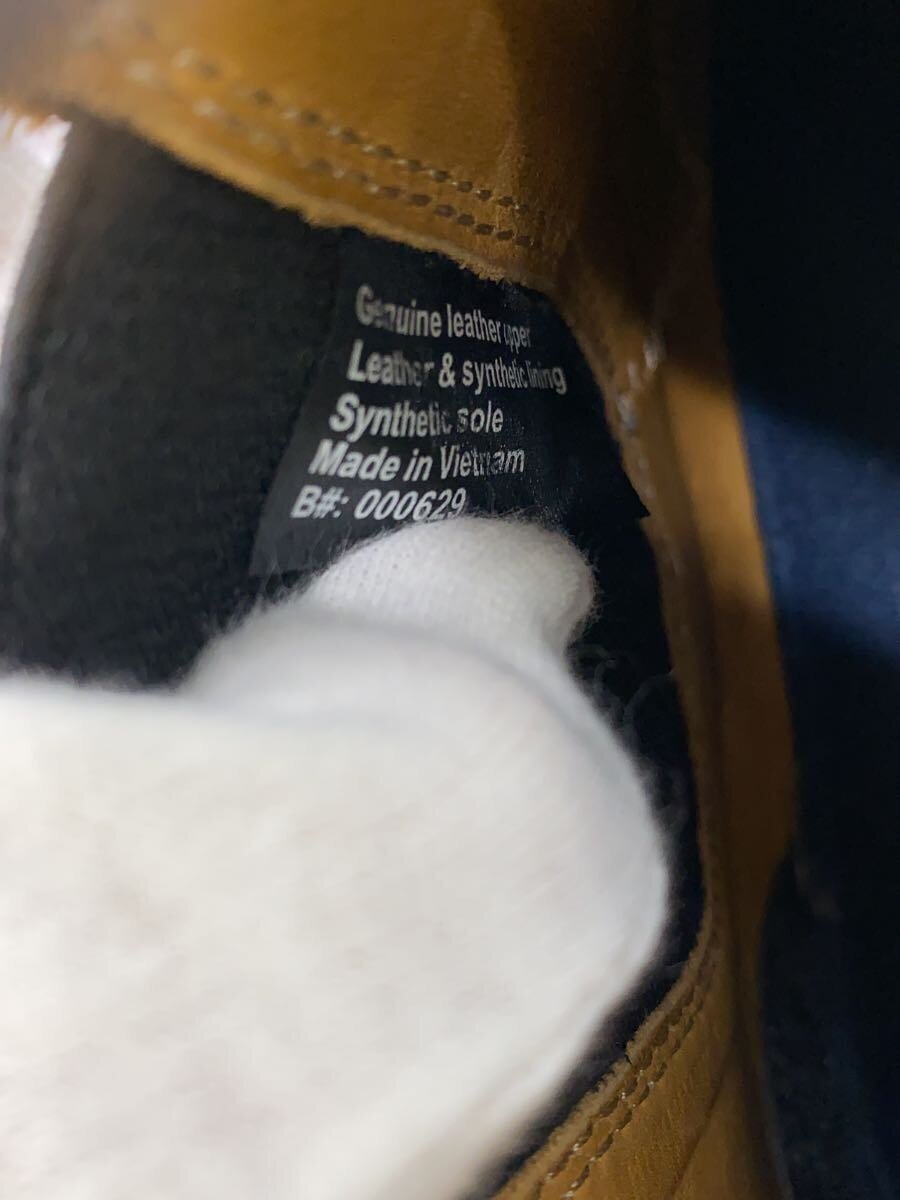 Genuine leather upper
Leather & synthetic lining
Synthetic sole
Made in Vietnam
B#: 000629